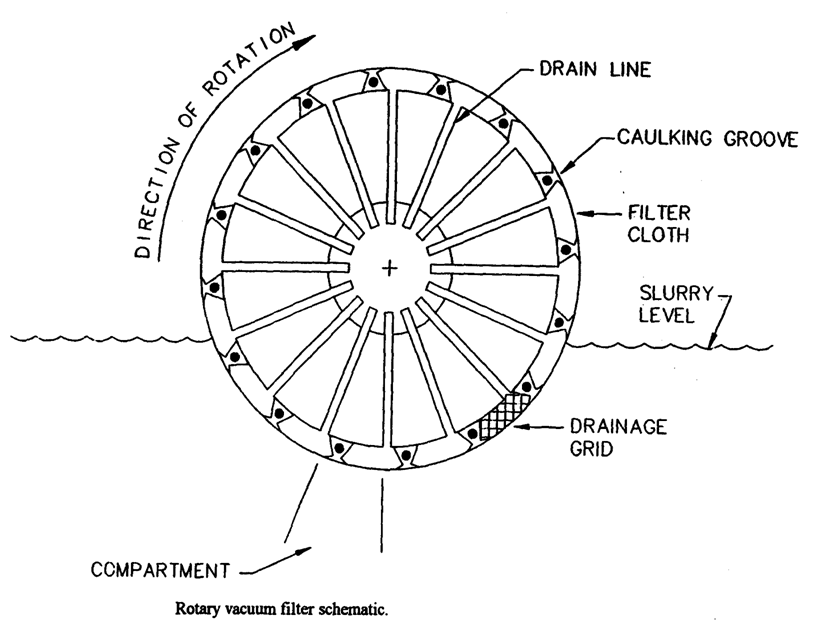 DIRECTION OF ROTATION
DRAIN LINE
CAULKING GROOVE
FILTER
CLOTH
SLURRY
LEVEL
DRAINAGE
GRID
COMPARTMENT
Rotary vacuum filter schematic.